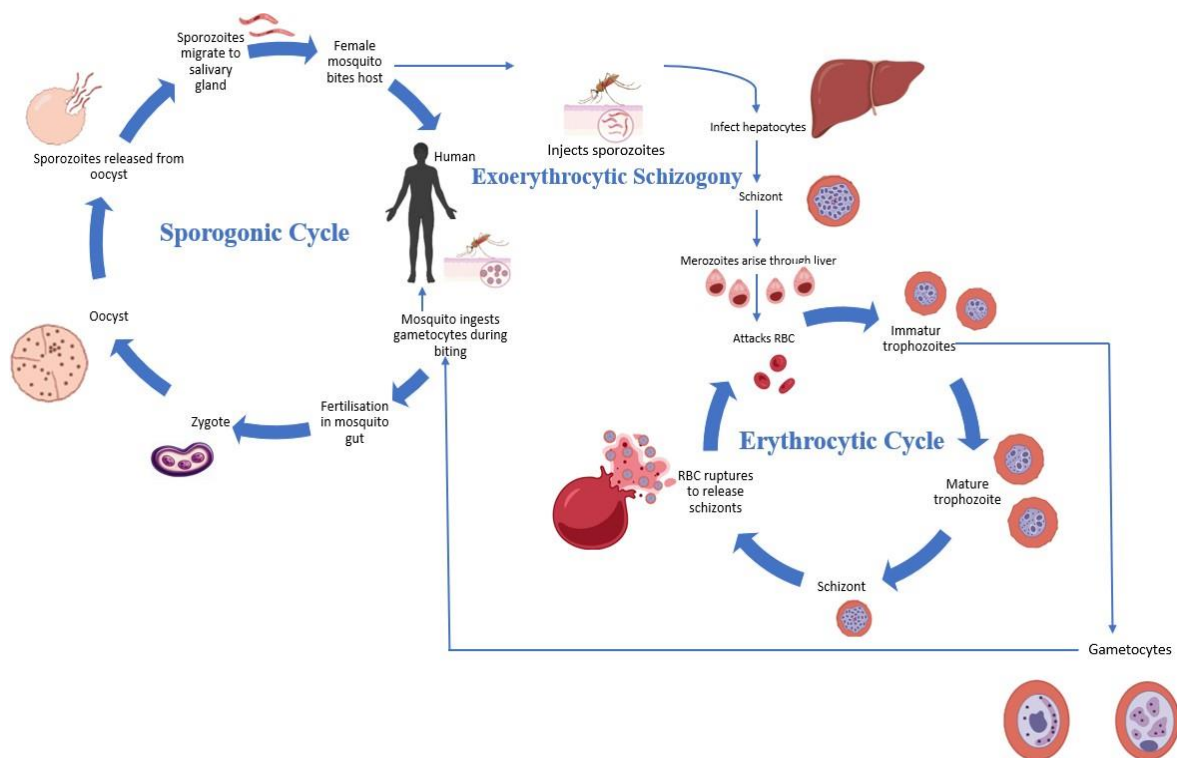 Sporozoites
migrate to
salivary
gland
Female
mosquito
bites host
Sporozoites released from
oocyst
Human
Sporogonic Cycle
Oocyst
Mosquito ingests
gametocytes during
biting
Zygote
Fertilisation
in mosquito
gut
Injects sporozoites
Exoerythrocytic Schizogony
Infect hepatocytes
Schizont
Merozoites arise through liver
Attacks RBC
Immatur
trophozoites
Erythrocytic Cycle
RBC ruptures
to release
schizonts
Mature
trophozoite
Schizont
Gametocytes